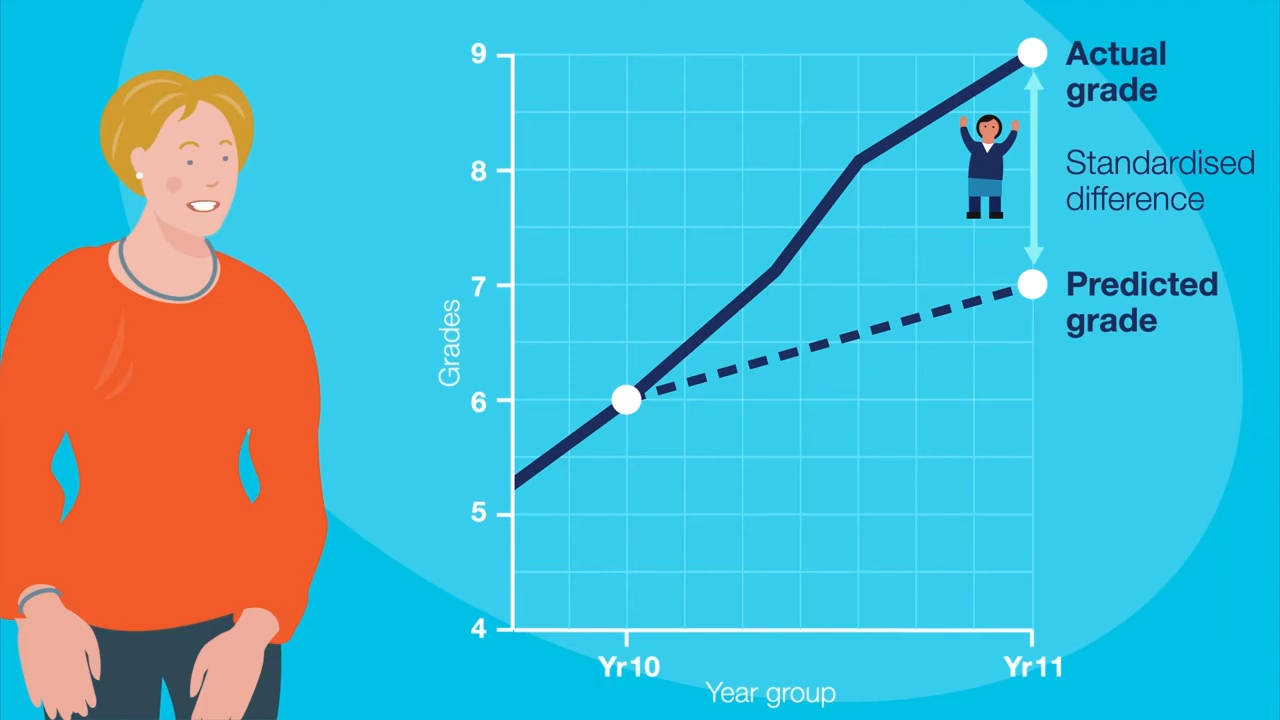 9
Actual
grade
8
Standardised
difference
7
Predicted
grade
Grades
6
5
4
Yr10
Yr11
Year group